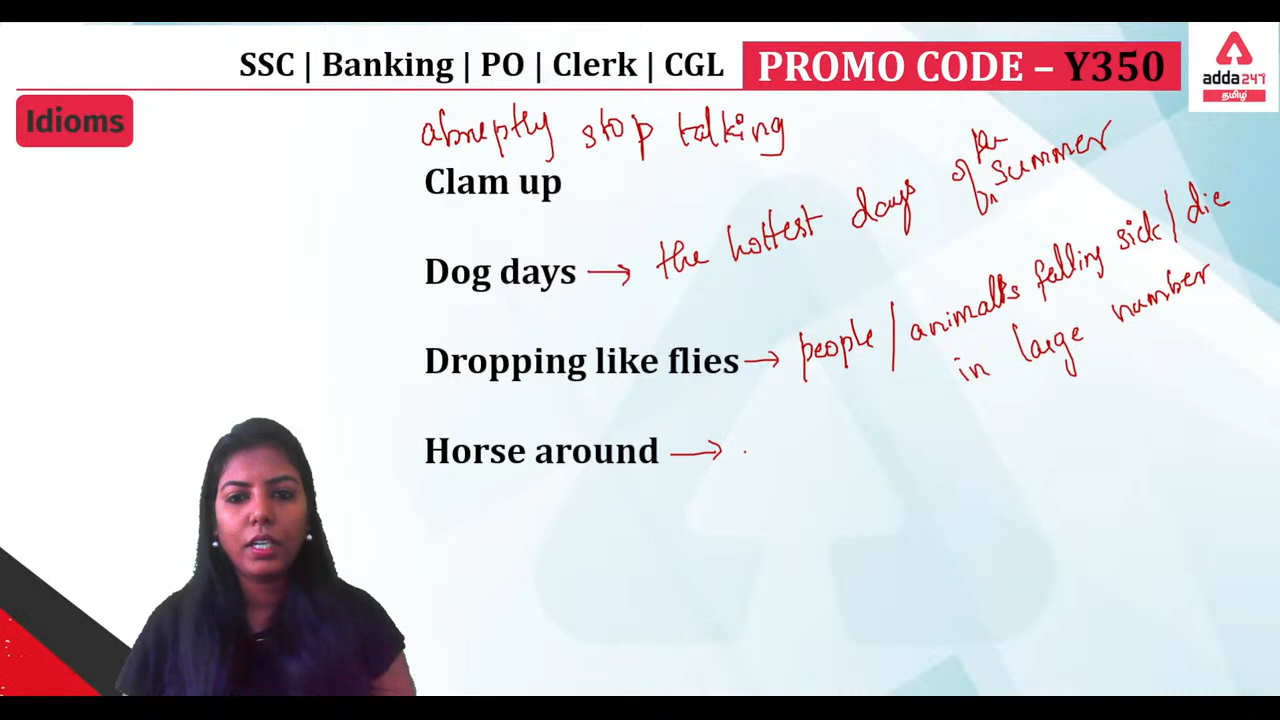 SSC | Banking | PO | Clerk | CGL PROMO CODE – Y350
adda247
தமிழ்
Idioms
abruptly stop talking
Clam up
Dog days → the hottest days of summer
Dropping like flies → people / animals falling sick / die
in large number
Horse around →